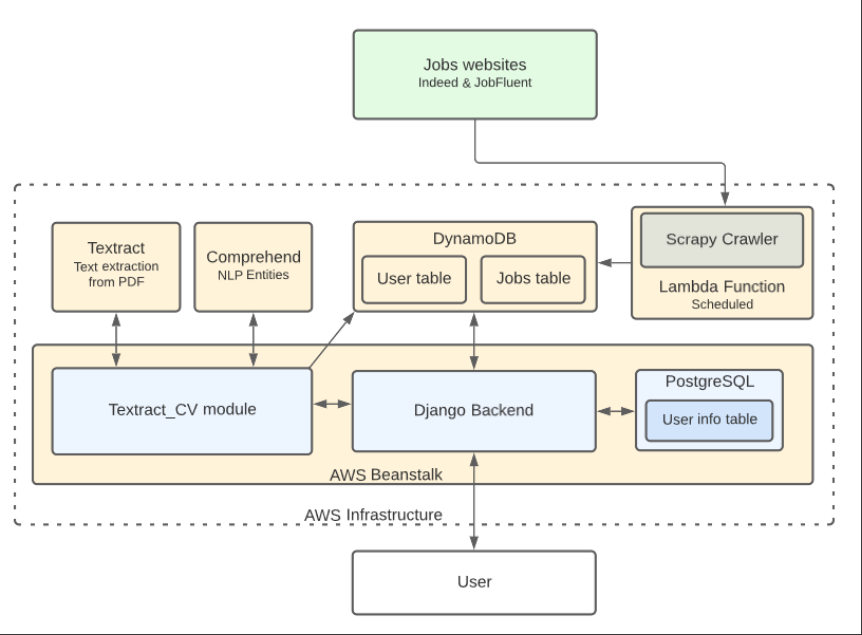 Jobs websites
Indeed & JobFluent
Textract
Text extraction
from PDF
Comprehend
NLP Entities
DynamoDB
User table
Jobs table
Scrapy Crawler
Lambda Function
Scheduled
Textract_CV module
Django Backend
PostgreSQL
User info table
AWS Beanstalk
AWS Infrastructure
User